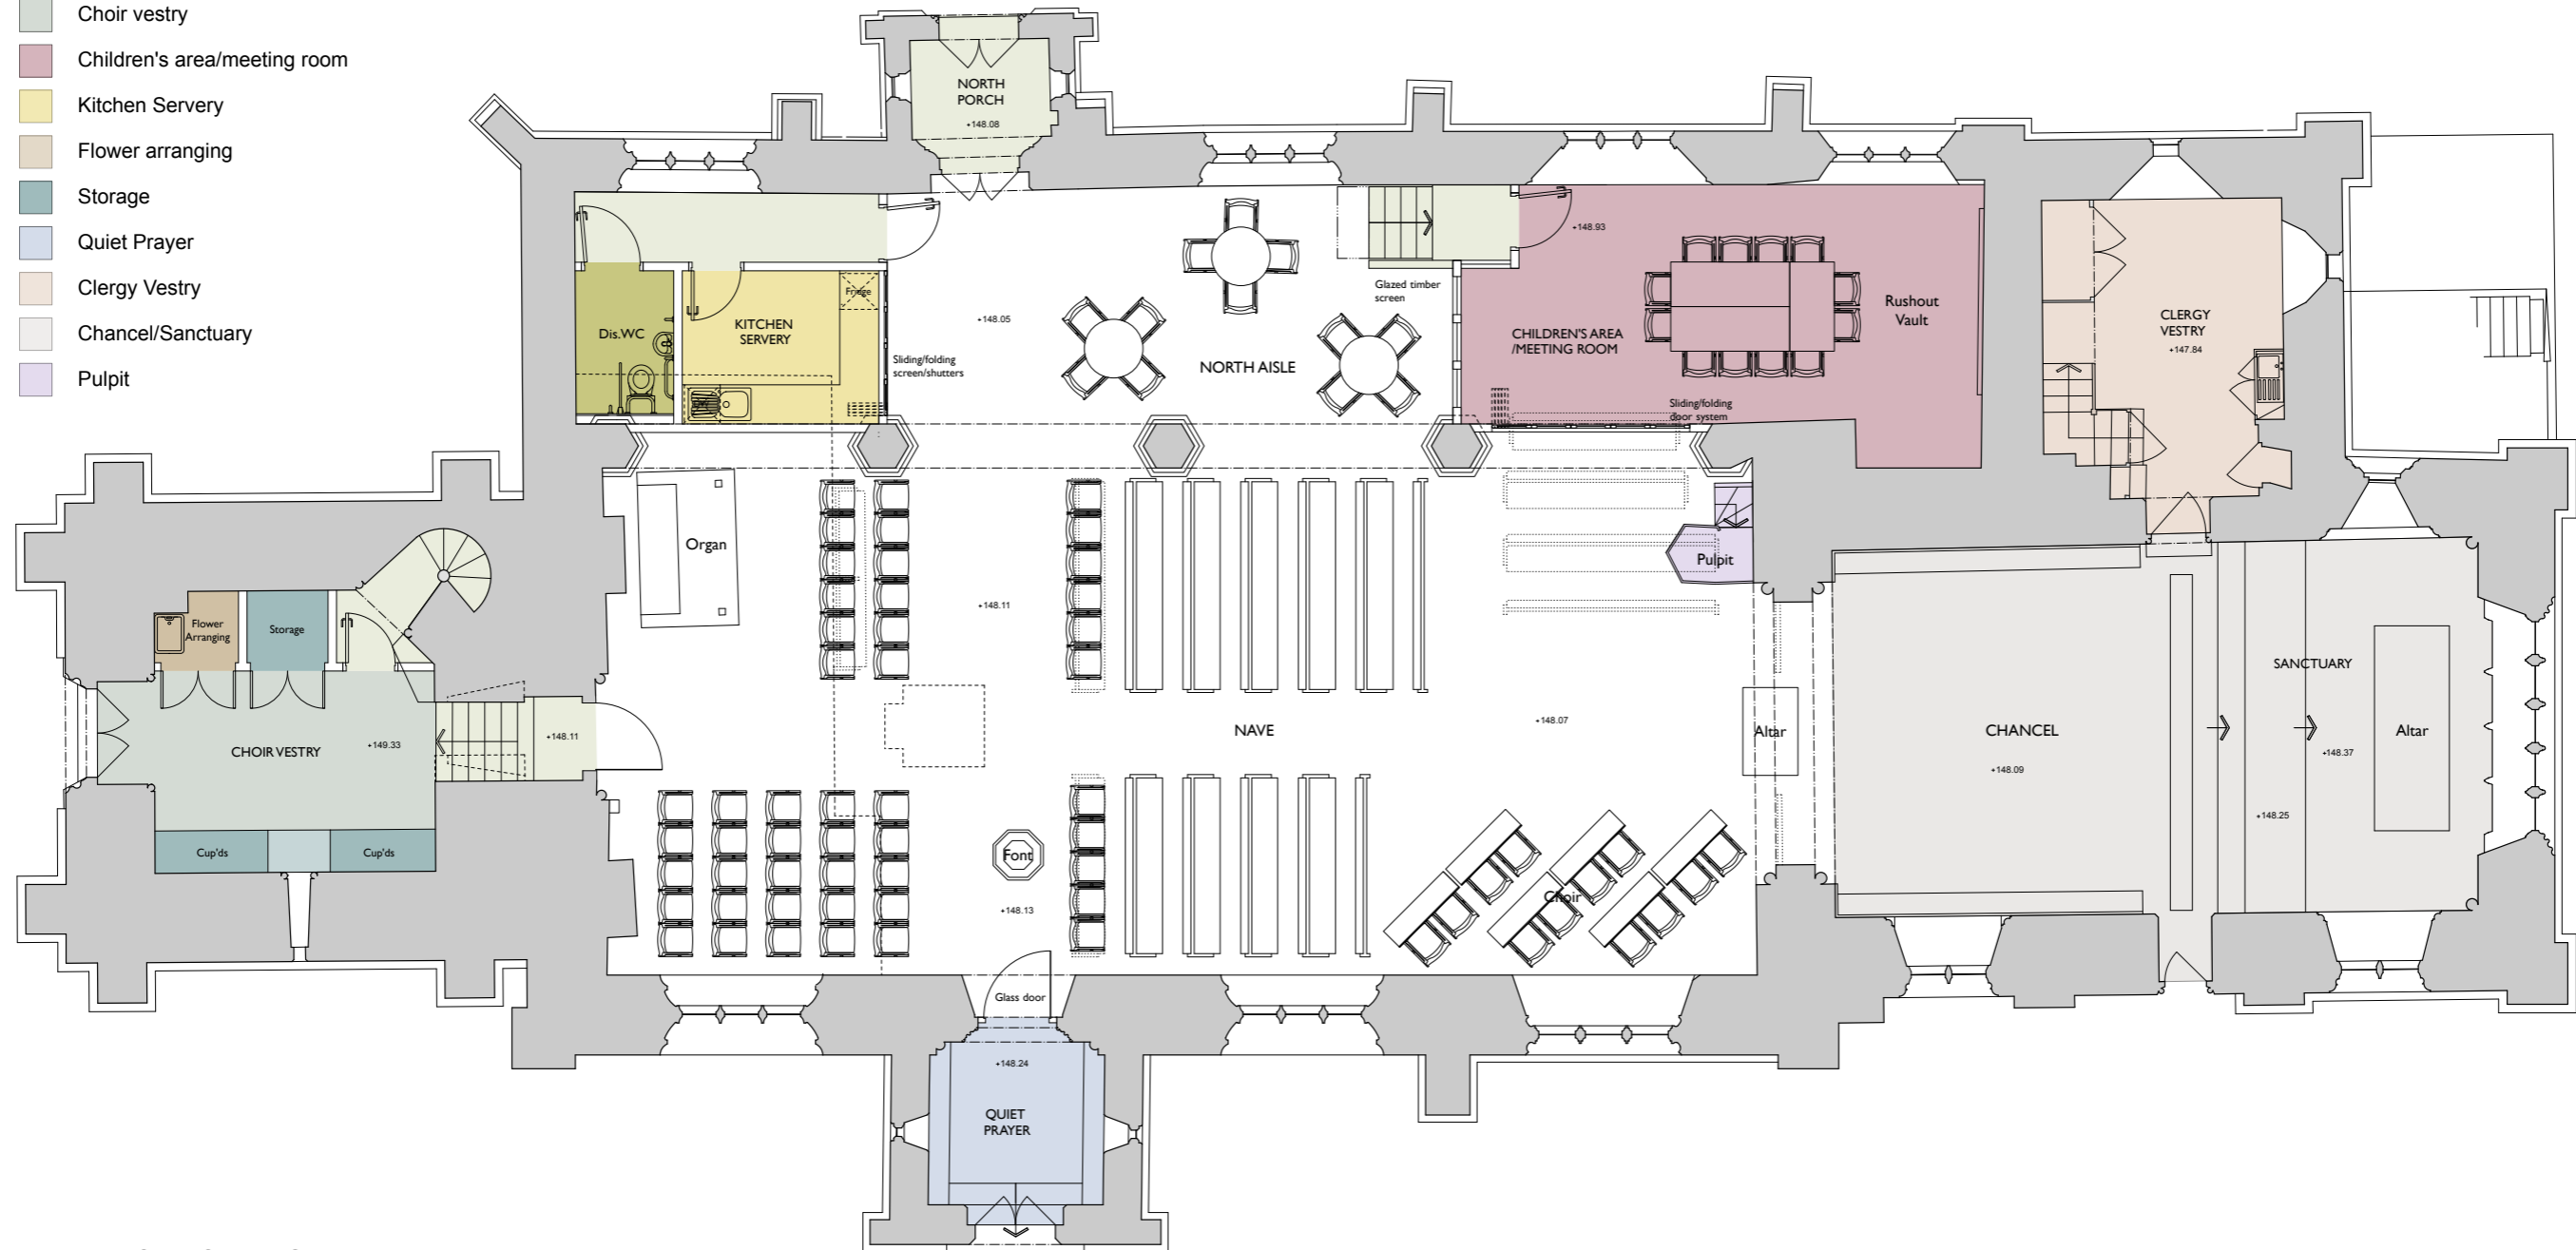 Choir vestry
Children's area/meeting room
Kitchen Servery
Flower arranging
Storage
Quiet Prayer
Clergy Vestry
Chancel/Sanctuary
Pulpit
NORTH
PORCH
+148.08
+148.93
Glazed timber
screen
Rushout
Vault
CLERGY
VESTRY
+147.84
Fridge
Dis.WC
KITCHEN
SERVERY
+148.05
Sliding/folding
screen/shutters
NORTH AISLE
CHILDREN'S AREA
/MEETING ROOM
Sliding/folding
door system
Organ
Pulpit
+148.11
Flower
Arranging
Storage
SANCTUARY
+148.07
NAVE
Altar
CHANCEL
Altar
+148.11
CHOIR VESTRY
+149.33
+148.37
+148.09
+148.25
Cup'ds
Cup'ds
Font
Choir
+148.13
Glass door
+148.24
QUIET
PRAYER